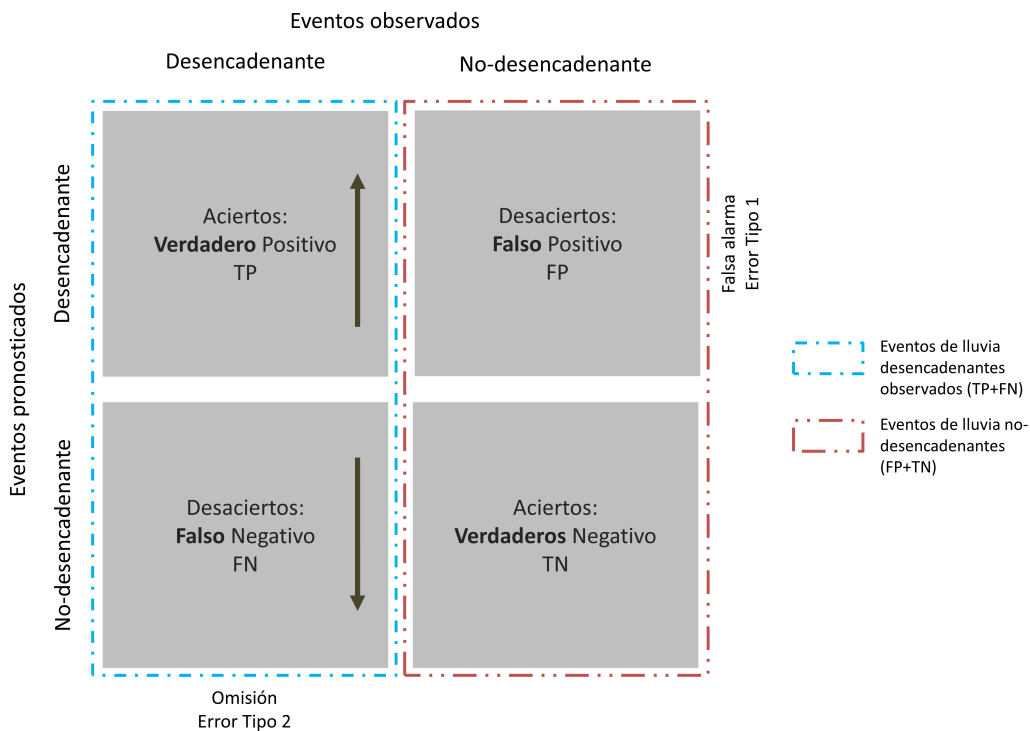 Eventos observados
Desencadenante
No-desencadenante
Eventos pronosticados
Desencadenante
Aciertos:
Verdadero Positivo
TP
Desaciertos:
Falso Positivo
FP
Falsa alarma
Error Tipo 1
No-desencadenante
Desaciertos:
Falso Negativo
FN
Aciertos:
Verdaderos Negativo
TN
Omisión
Error Tipo 2
Eventos de lluvia
desencadenantes
observados (TP+FN)
Eventos de lluvia no-
desencadenantes
(FP+TN)